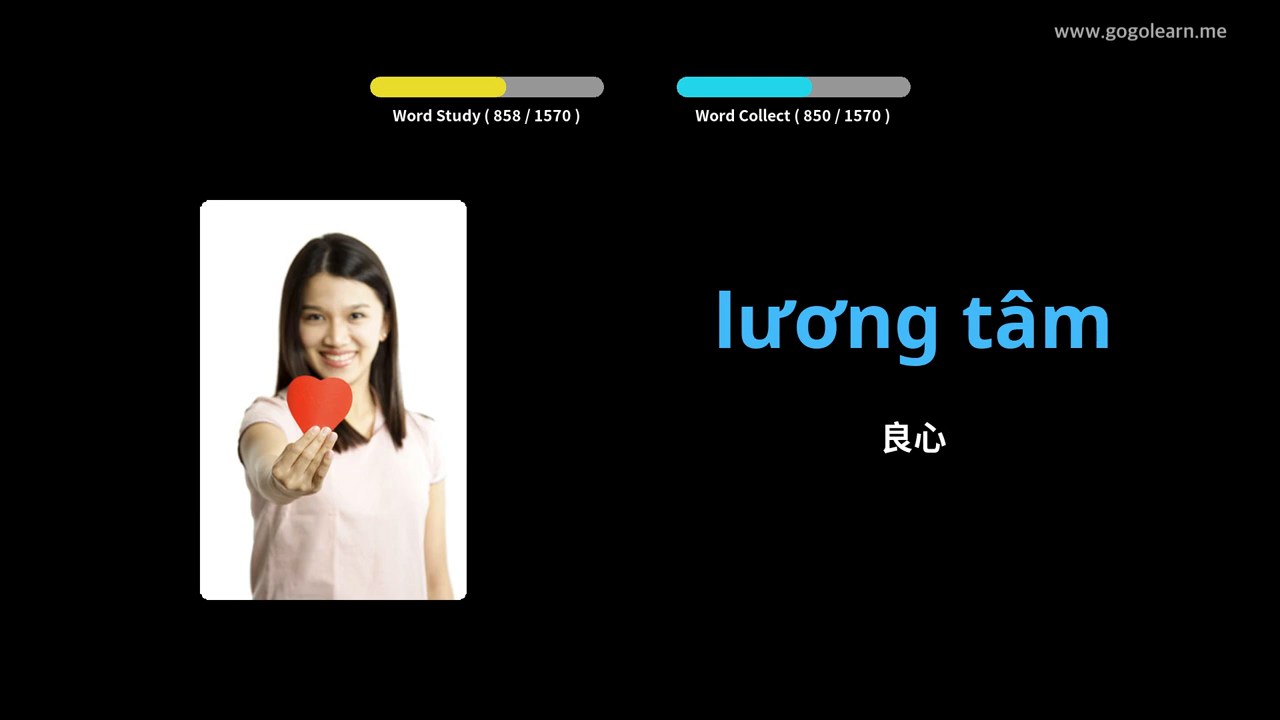 www.gogolearn.me
Word Study ( 858 / 1570 )
Word Collect ( 850 / 1570 )
lương tâm
良心